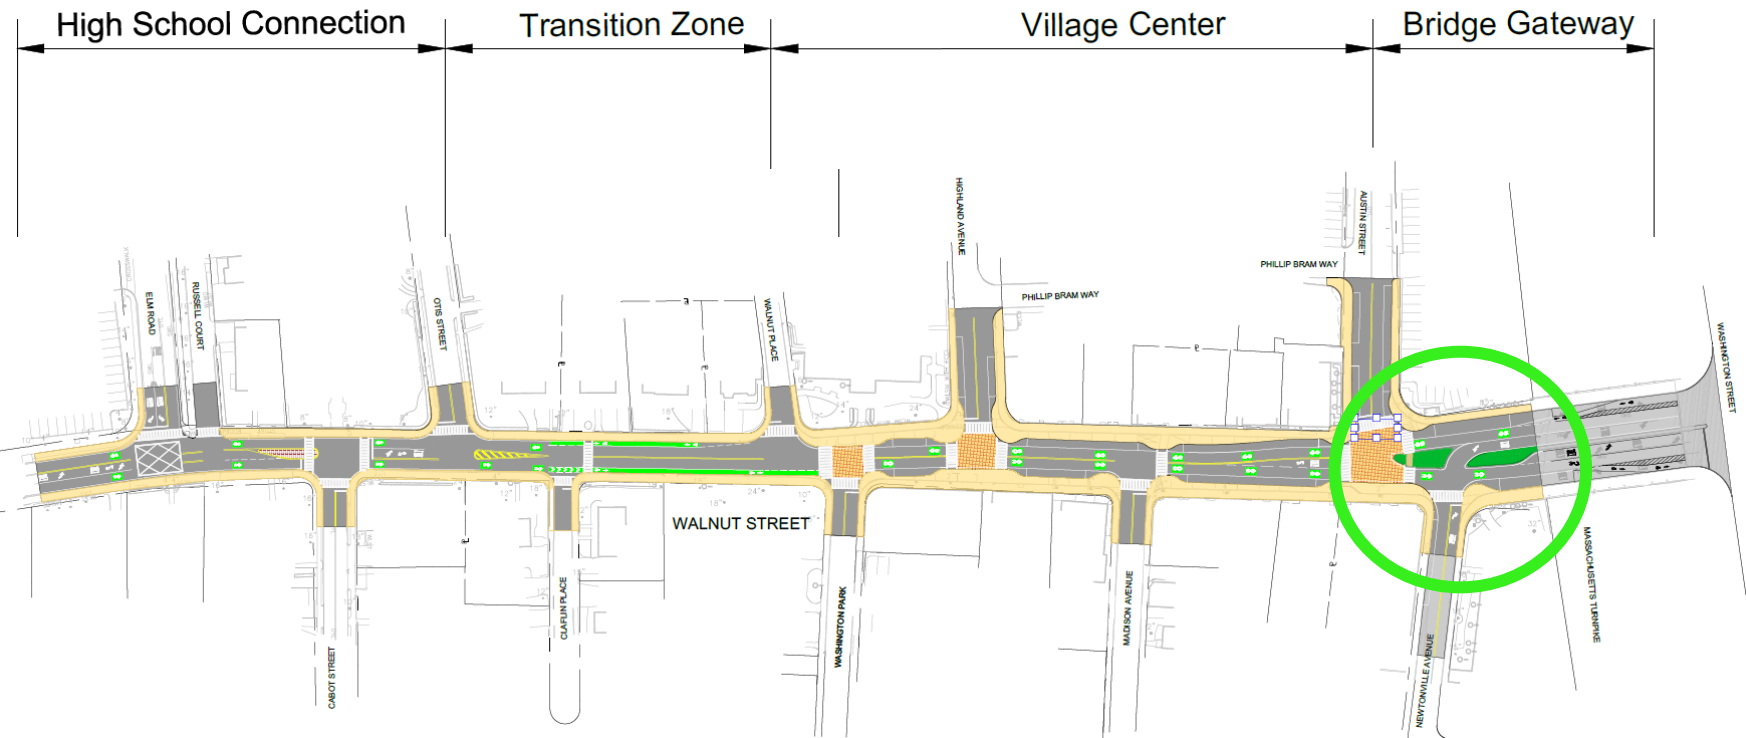 High School Connection
Transition Zone
Village Center
Bridge Gateway
ELM ROAD
RUSSELL COURT
OTIS STREET
WALNUT PLACE
HIGHLAND AVENUE
PHILLIP BRAM WAY
PHILLIP BRAM WAY
AUSTIN STREET
WASHINGTON STREET
WALNUT STREET
CABOT STREET
CLAFLIN PLACE
WASHINGTON PARK
MADISON AVENUE
NEWTONVILLE AVENUE
MASSACHUSETTS TURNPIKE